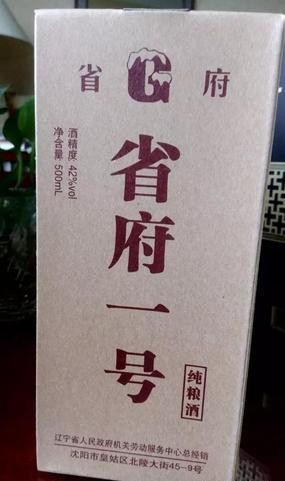 省 G 府
酒精度 42%vol
净含量 500mL
省府一号
纯粮酒
辽宁省人民政府机关劳动服务中心总经销
沈阳市皇姑区北陵大街45-9号